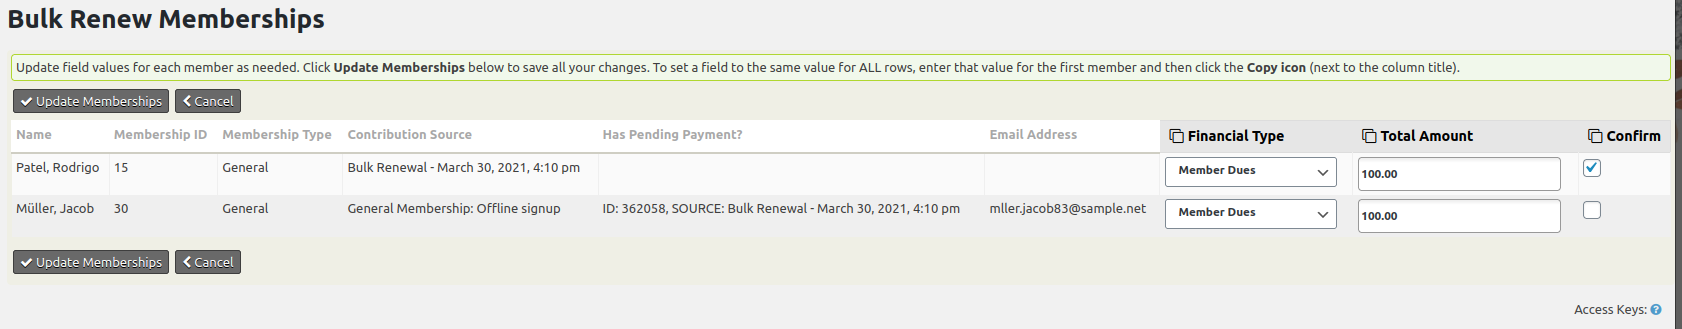 Bulk Renew Memberships
Update field values for each member as needed. Click Update Memberships below to save all your changes. To set a field to the same value for ALL rows, enter that value for the first member and then click the Copy icon (next to the column title).
Update Memberships Cancel
Name Membership ID Membership Type Contribution Source Has Pending Payment? Email Address Financial Type Total Amount Confirm
Patel, Rodrigo 15 General Bulk Renewal - March 30, 2021, 4:10 pm Member Dues 100.00
Müller, Jacob 30 General General Membership: Offline signup ID: 362058, SOURCE: Bulk Renewal - March 30, 2021, 4:10 pm mller.jacob83@sample.net Member Dues 100.00
Update Memberships Cancel
Access Keys: ?